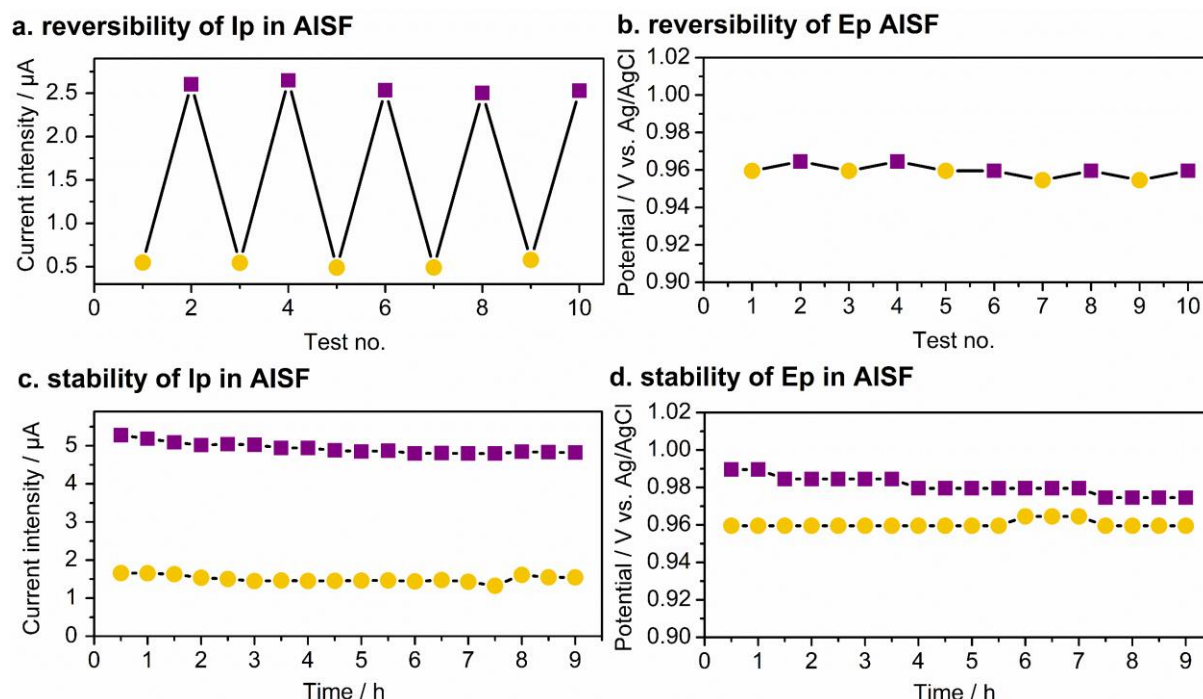 a. reversibility of Ip in AISF
Current intensity / µA
2.5
2.0
1.5
1.0
0.5
0 2 4 6 8 10
Test no.
b. reversibility of Ep AISF
Potential / V vs. Ag/AgCl
1.02
1.00
0.98
0.96
0.94
0.92
0.90
0 1 2 3 4 5 6 7 8 9 10
Test no.
c. stability of Ip in AISF
Current intensity / µA
5
4
3
2
1
0
0 1 2 3 4 5 6 7 8 9
Time / h
d. stability of Ep in AISF
Potential / V vs. Ag/AgCl
1.02
1.00
0.98
0.96
0.94
0.92
0.90
0 1 2 3 4 5 6 7 8 9
Time / h